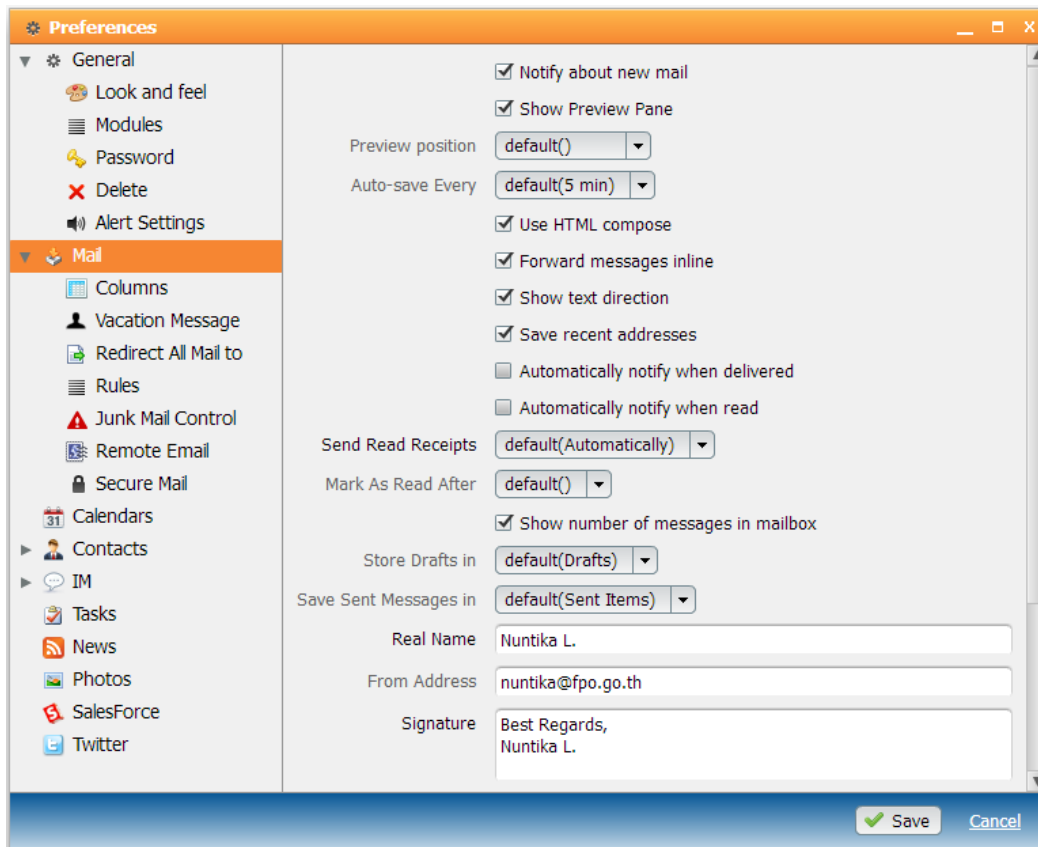 Preferences
General
Look and feel
Modules
Password
Delete
Alert Settings
Mail
Columns
Vacation Message
Redirect All Mail to
Rules
Junk Mail Control
Remote Email
Secure Mail
31 Calendars
Contacts
IM
Tasks
News
Photos
SalesForce
Twitter
Notify about new mail
Show Preview Pane
Preview position default()
Auto-save Every default(5 min)
Use HTML compose
Forward messages inline
Show text direction
Save recent addresses
Automatically notify when delivered
Automatically notify when read
Send Read Receipts default(Automatically)
Mark As Read After default()
Show number of messages in mailbox
Store Drafts in default(Drafts)
Save Sent Messages in default(Sent Items)
Real Name Nuntika L.
From Address nuntika@fpo.go.th
Signature Best Regards,
Nuntika L.
Save Cancel